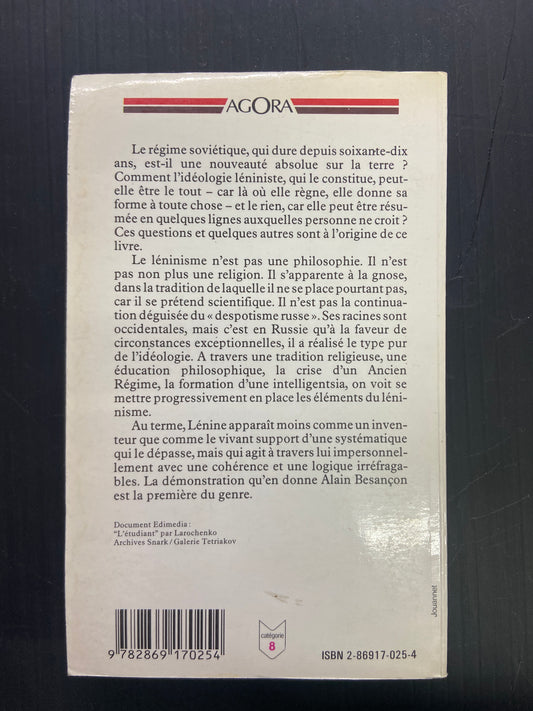 AGORA
Le régime soviétique, qui dure depuis soixante-dix
ans, est-il une nouveauté absolue sur la terre ?
Comment l'idéologie léniniste, qui le constitue, peut-
elle être le tout – car là où elle règne, elle donne sa
forme à toute chose – et le rien, car elle peut être résu-
mée en quelques lignes auxquelles personne ne croit ?
Ces questions et quelques autres sont à l'origine de ce
livre.
Le léninisme n'est pas une philosophie. Il n'est
pas non plus une religion. Il s'apparente à la gnose,
dans la tradition de laquelle il ne se place pourtant pas,
car il se prétend scientifique. Il n'est pas la continua-
tion déguisée du « despotisme russe ». Ses racines sont
occidentales, mais c'est en Russie qu'à la faveur de
circonstances exceptionnelles, il a réalisé le type pur
de l'idéologie. A travers une tradition religieuse, une
éducation philosophique, la crise d'un Ancien
Régime, la formation d'une intelligentsia, on voit se
mettre progressivement en place les éléments du léni-
nisme.
Au terme, Lénine apparaît moins comme un inven-
teur que comme le vivant support d'une systématique
qui le dépasse, mais qui agit à travers lui impersonnel-
lement avec une cohérence et une logique irréfraga-
bles. La démonstration qu'en donne Alain Besançon
est la première du genre.
Document Edimedia :
"L'étudiant" par Larochenko
Archives Snark / Galerie Tetriakov
Jouannet
catégorie
8
9 782869 170254
ISBN 2-86917-025-4